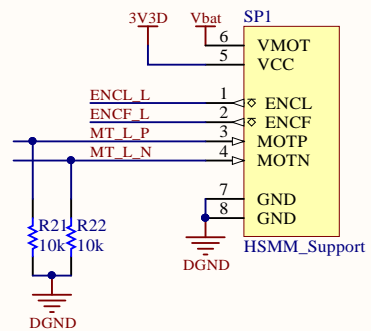 3V3D Vbat SP1
6 VMOT
5 VCC
ENCL_L 1 ENCL
ENCF_L 2 ENCF
MT_L_P 3 MOTP
MT_L_N 4 MOTN
7 GND
8 GND
R21 R22
10k 10k
DGND HSMM_Support
DGND